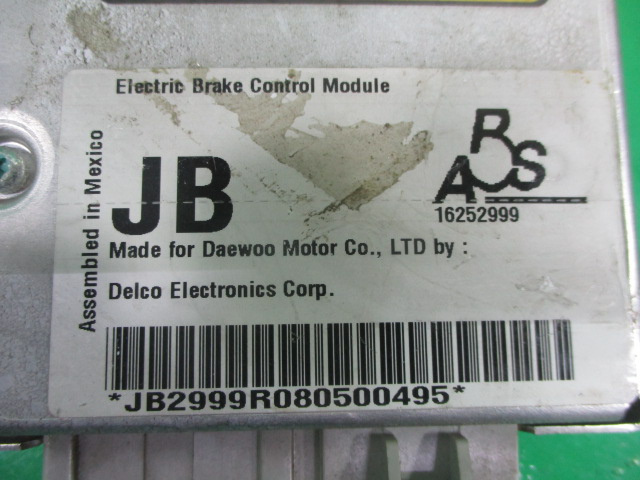 Electric Brake Control Module
Assembled in Mexico
JB
ABS
16252999
Made for Daewoo Motor Co., LTD by :
Delco Electronics Corp.
*JB2999R080500495*